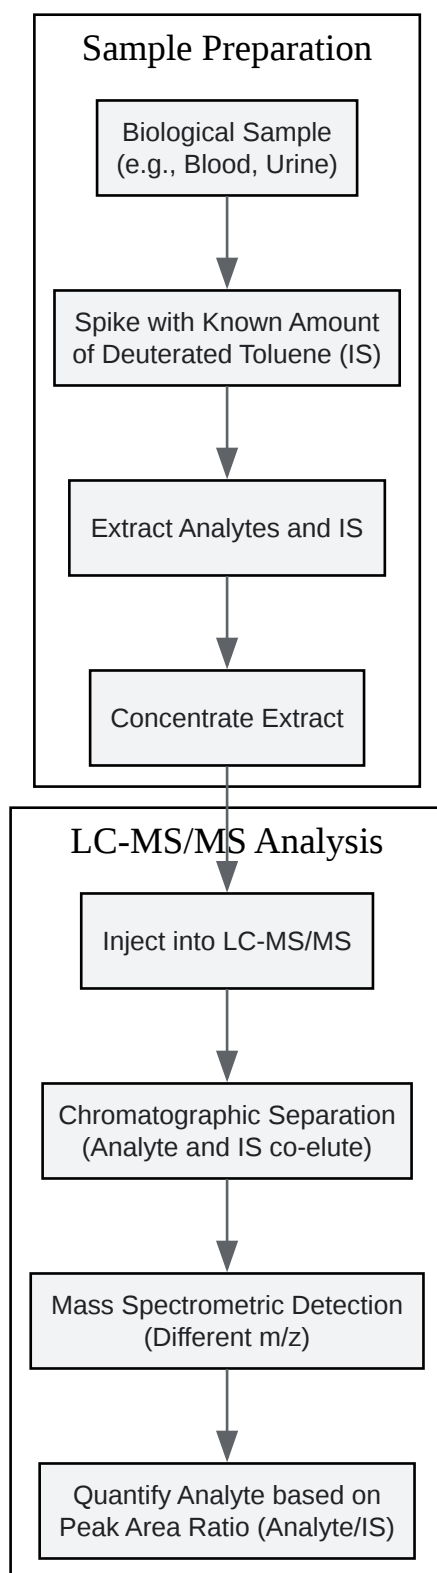 Sample Preparation
Biological Sample
(e.g., Blood, Urine)
Spike with Known Amount
of Deuterated Toluene (IS)
Extract Analytes and IS
Concentrate Extract
LC-MS/MS Analysis
Inject into LC-MS/MS
Chromatographic Separation
(Analyte and IS co-elute)
Mass Spectrometric Detection
(Different m/z)
Quantify Analyte based on
Peak Area Ratio (Analyte/IS)